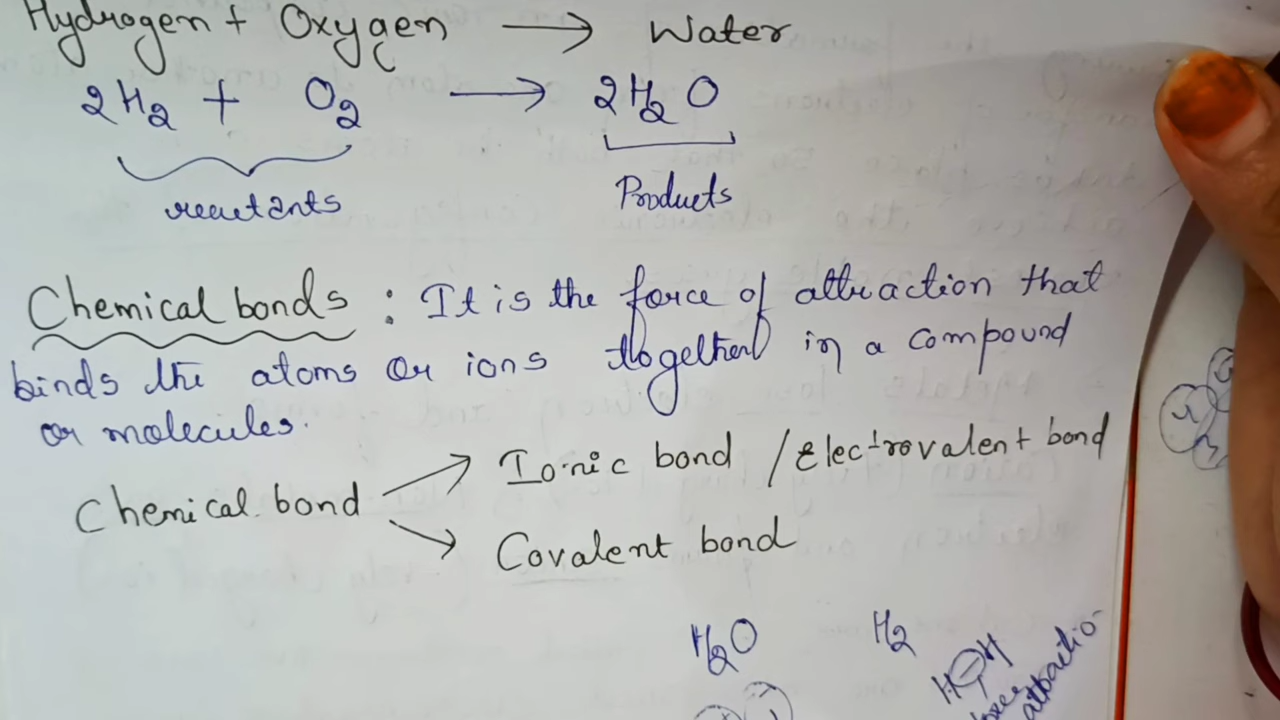 Hydrogen + Oxygen → Water
2H₂ + O₂ → 2H₂O
reactants Products
Chemical bonds : It is the force of attraction that
binds the atoms or ions together in a compound
or molecules.
Chemical bond → Ionic bond / Electrovalent bond
→ Covalent bond
H₂O H₂
attractio